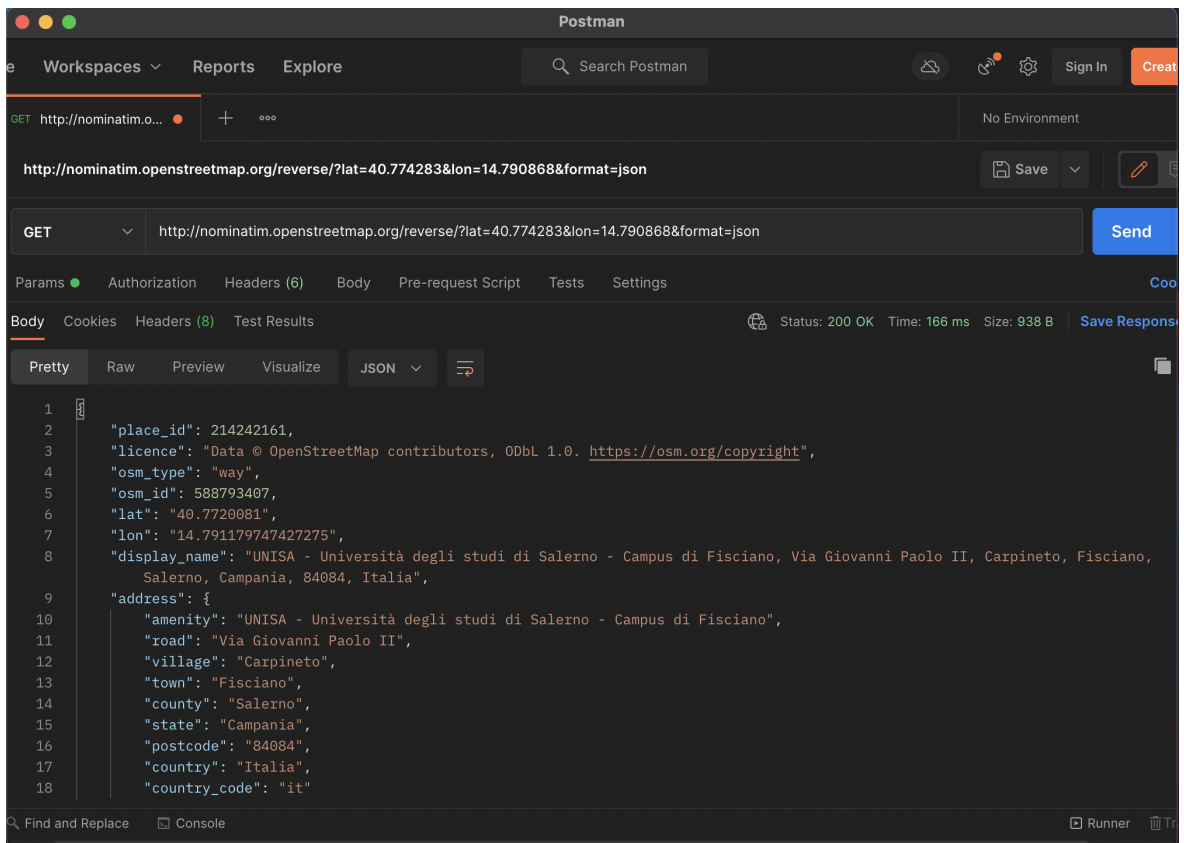 Postman
e Workspaces Reports Explore Search Postman Sign In Creat
GET http://nominatim.o... + ooo No Environment
http://nominatim.openstreetmap.org/reverse/?lat=40.774283&lon=14.790868&format=json Save
GET http://nominatim.openstreetmap.org/reverse/?lat=40.774283&lon=14.790868&format=json Send
Params Authorization Headers (6) Body Pre-request Script Tests Settings Coo
Body Cookies Headers (8) Test Results Status: 200 OK Time: 166 ms Size: 938 B Save Response
Pretty Raw Preview Visualize JSON
1 {
2 "place_id": 214242161,
3 "licence": "Data © OpenStreetMap contributors, ODbL 1.0. https://osm.org/copyright",
4 "osm_type": "way",
5 "osm_id": 588793407,
6 "lat": "40.7720081",
7 "lon": "14.791179747427275",
8 "display_name": "UNISA - Università degli studi di Salerno - Campus di Fisciano, Via Giovanni Paolo II, Carpineto, Fisciano,
Salerno, Campania, 84084, Italia",
9 "address": {
10 "amenity": "UNISA - Università degli studi di Salerno - Campus di Fisciano",
11 "road": "Via Giovanni Paolo II",
12 "village": "Carpineto",
13 "town": "Fisciano",
14 "county": "Salerno",
15 "state": "Campania",
16 "postcode": "84084",
17 "country": "Italia",
18 "country_code": "it"
Find and Replace Console Runner Tr